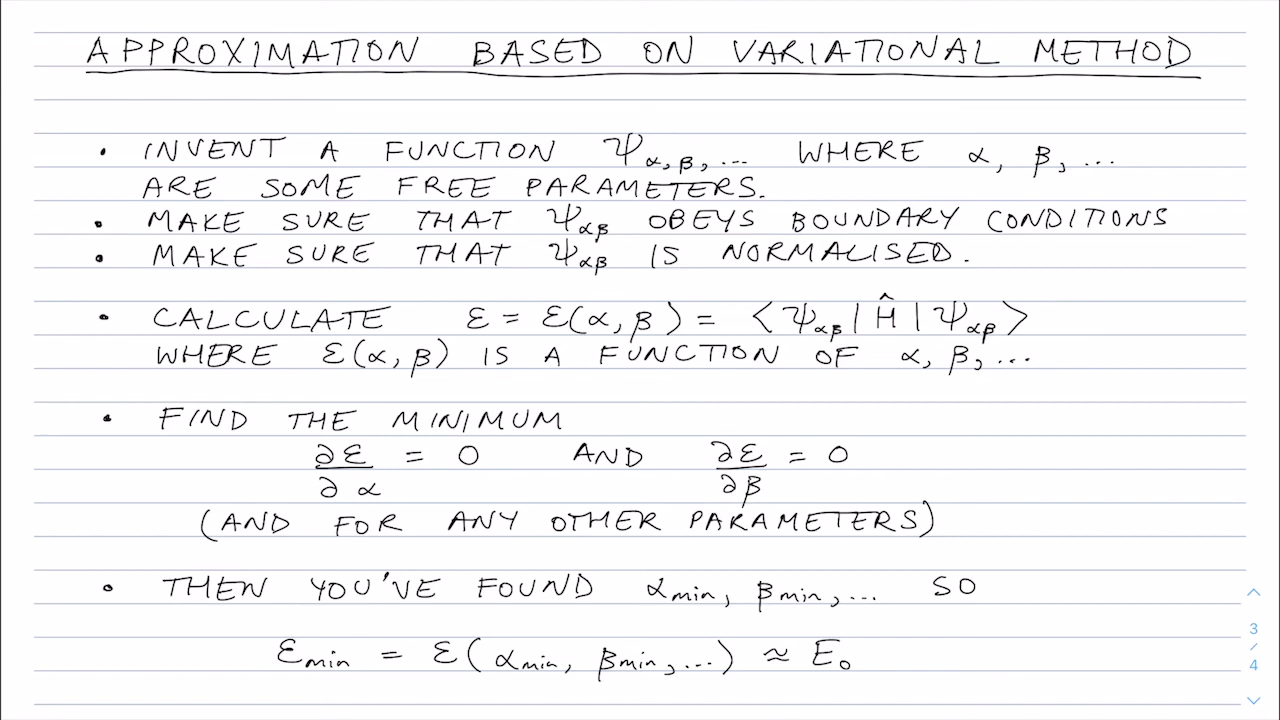 APPROXIMATION BASED ON VARIATIONAL METHOD
• INVENT A FUNCTION Ψα,β,... WHERE α, β, ...
ARE SOME FREE PARAMETERS.
• MAKE SURE THAT Ψαβ OBEYS BOUNDARY CONDITIONS
• MAKE SURE THAT Ψαβ IS NORMALISED.
• CALCULATE ε = ε(α, β) = ⟨Ψαβ|Ĥ|Ψαβ⟩
WHERE ε(α, β) IS A FUNCTION OF α, β, ...
• FIND THE MINIMUM
∂ε/∂α = 0 AND ∂ε/∂β = 0
(AND FOR ANY OTHER PARAMETERS)
• THEN YOU'VE FOUND αmin, βmin, ... SO
εmin = ε(αmin, βmin, ...) ≈ E₀
3
/
4